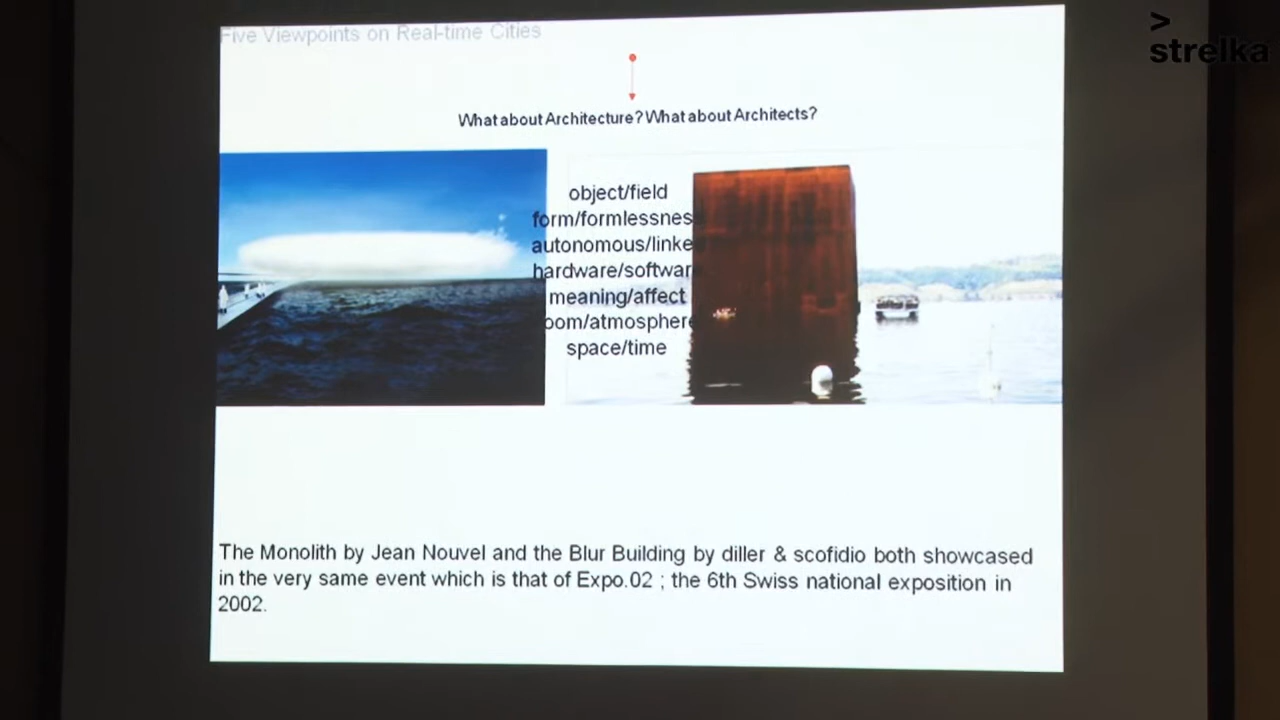 Five Viewpoints on Real-time Cities
>
strelka
What about Architecture? What about Architects?
object/field
form/formlessnes
autonomous/linke
hardware/softwar
meaning/affect
oom/atmosphere
space/time
The Monolith by Jean Nouvel and the Blur Building by diller & scofidio both showcased
in the very same event which is that of Expo.02 ; the 6th Swiss national exposition in
2002.